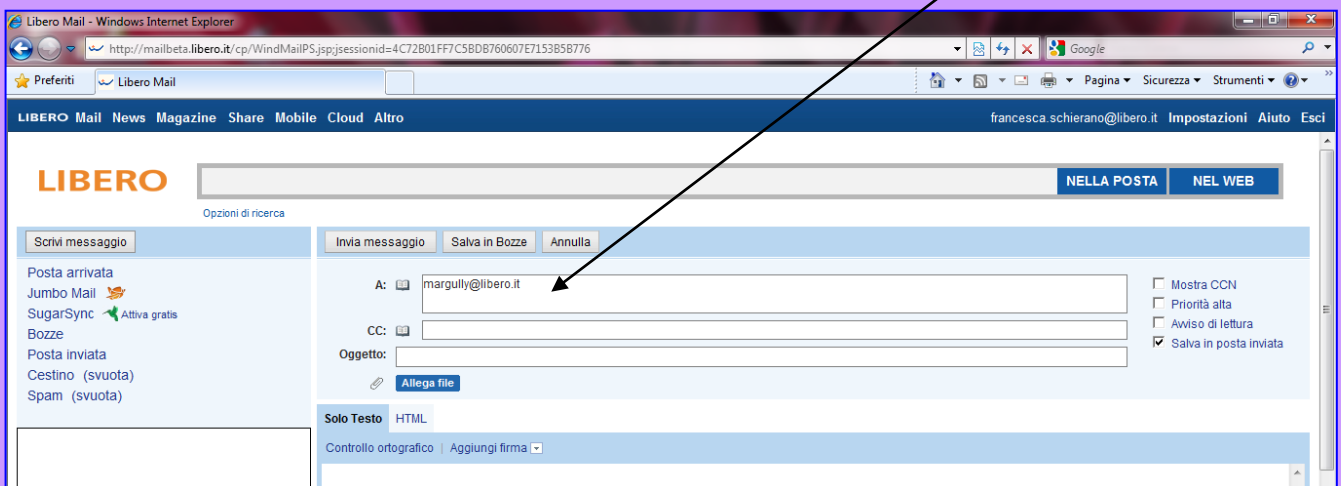 Libero Mail - Windows Internet Explorer
http://mailbeta.libero.it/cp/WindMailPS.jsp;jsessionid=4C72B01FF7C5BDB760607E7153B5B776
Google
Preferiti Libero Mail Pagina Sicurezza Strumenti
LIBERO Mail News Magazine Share Mobile Cloud Altro francesca.schierano@libero.it Impostazioni Aiuto Esci
LIBERO NELLA POSTA NEL WEB
Opzioni di ricerca
Scrivi messaggio Invia messaggio Salva in Bozze Annulla
Posta arrivata
Jumbo Mail
SugarSync Attiva gratis
Bozze
Posta inviata
Cestino (svuota)
Spam (svuota)
A: margully@libero.it
CC:
Oggetto:
Allega file
Mostra CCN
Priorità alta
Avviso di lettura
Salva in posta inviata
Solo Testo HTML
Controllo ortografico | Aggiungi firma